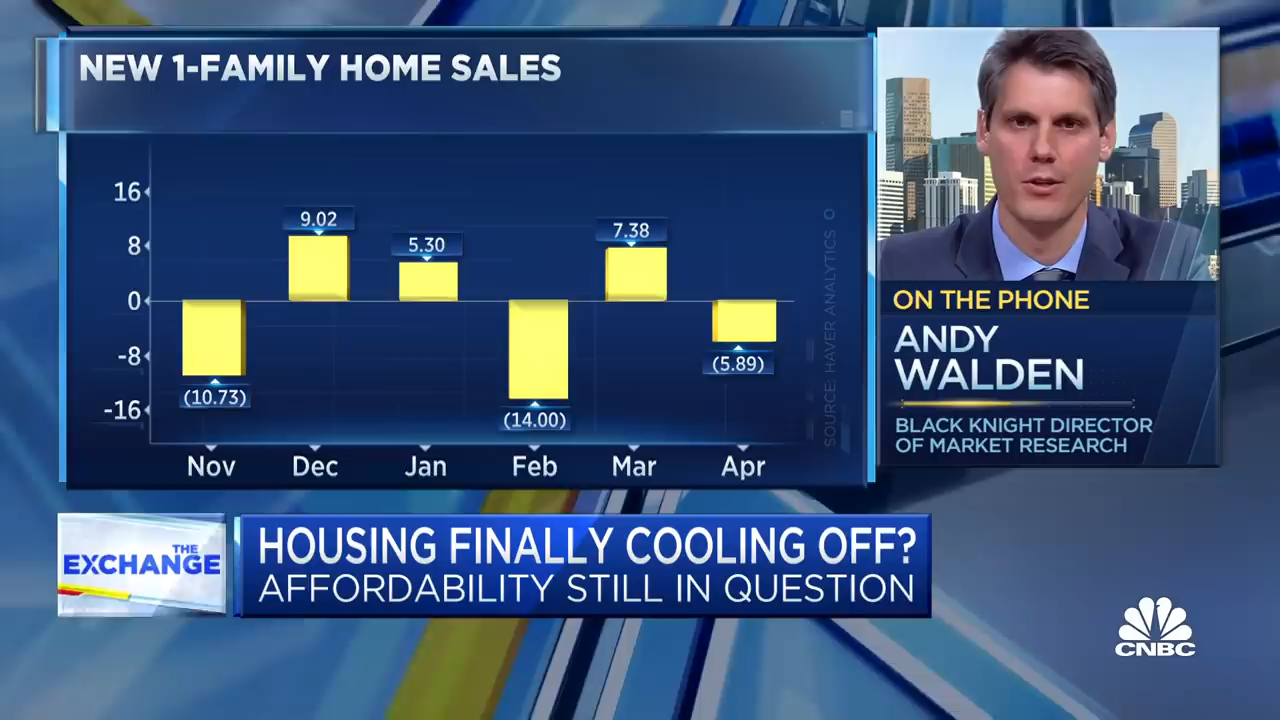 NEW 1-FAMILY HOME SALES
16
8
0
-8
-16
(10.73)
9.02
5.30
(14.00)
7.38
(5.89)
Nov Dec Jan Feb Mar Apr
SOURCE: HAVER ANALYTICS
ON THE PHONE
ANDY
WALDEN
BLACK KNIGHT DIRECTOR
OF MARKET RESEARCH
THE
EXCHANGE
HOUSING FINALLY COOLING OFF?
AFFORDABILITY STILL IN QUESTION
CNBC